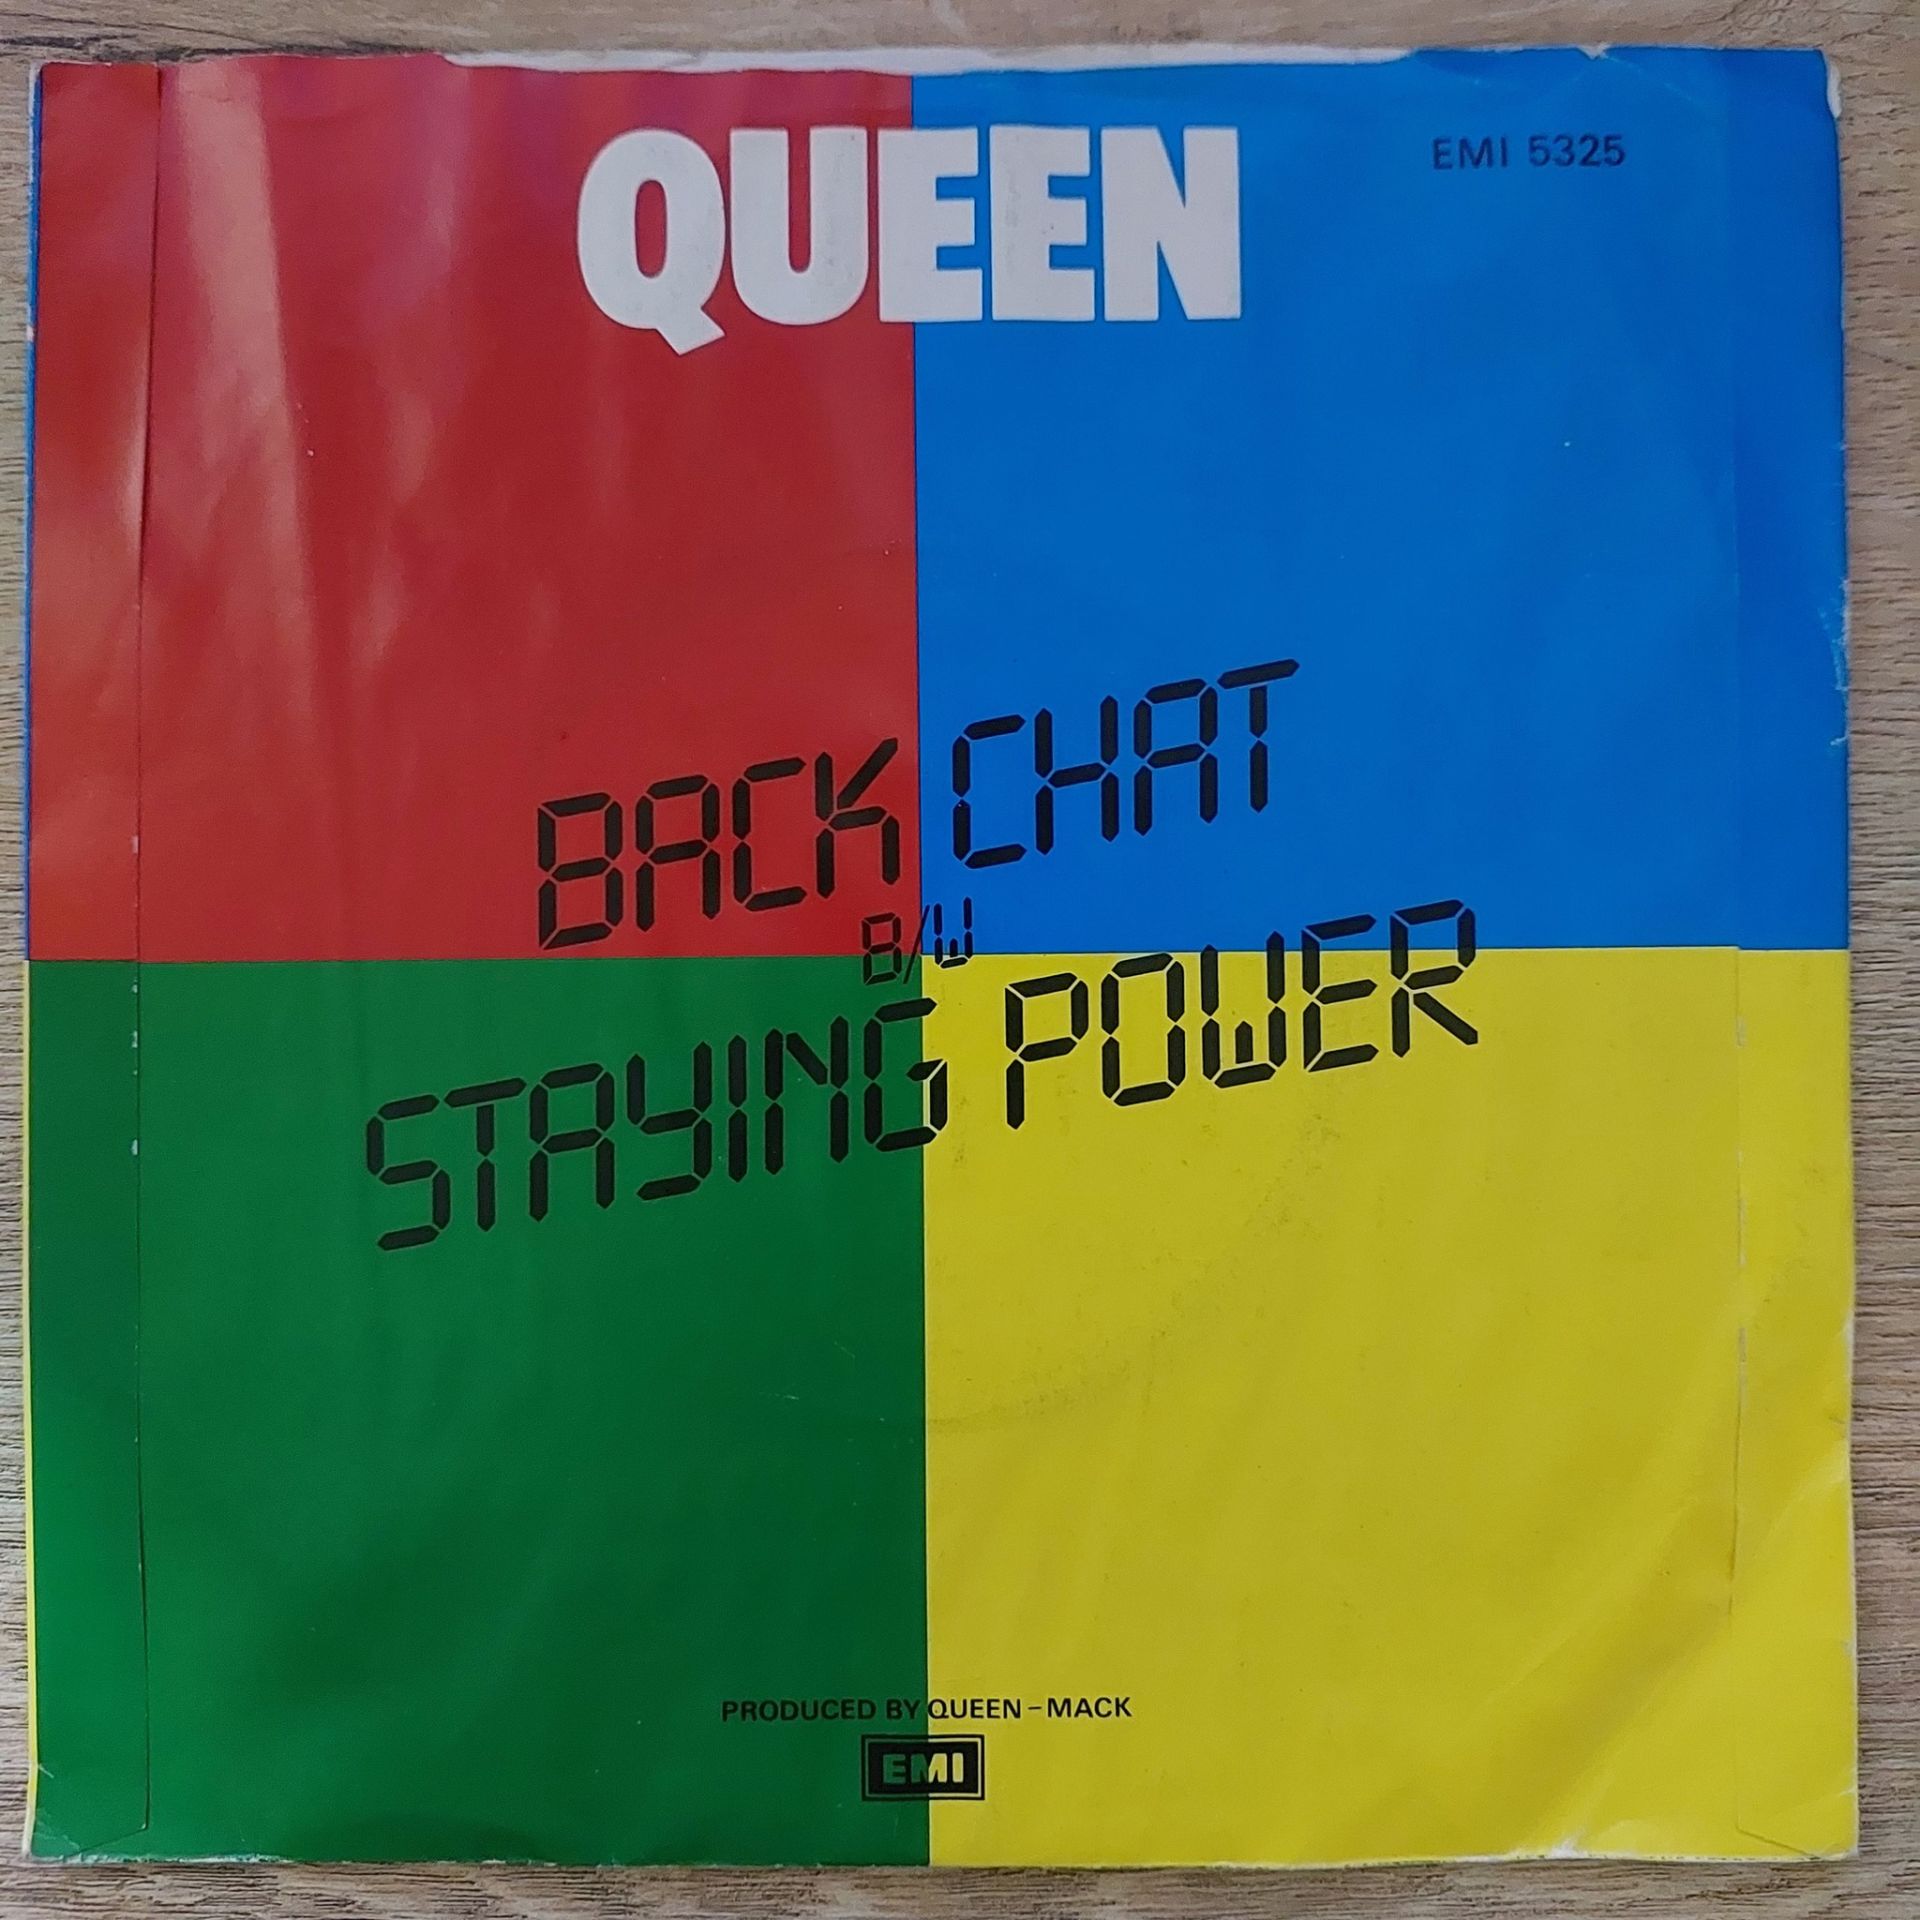 QUEEN
EMI 5325
BACK CHAT
B/W
STAYING POWER
PRODUCED BY QUEEN-MACK
EMI